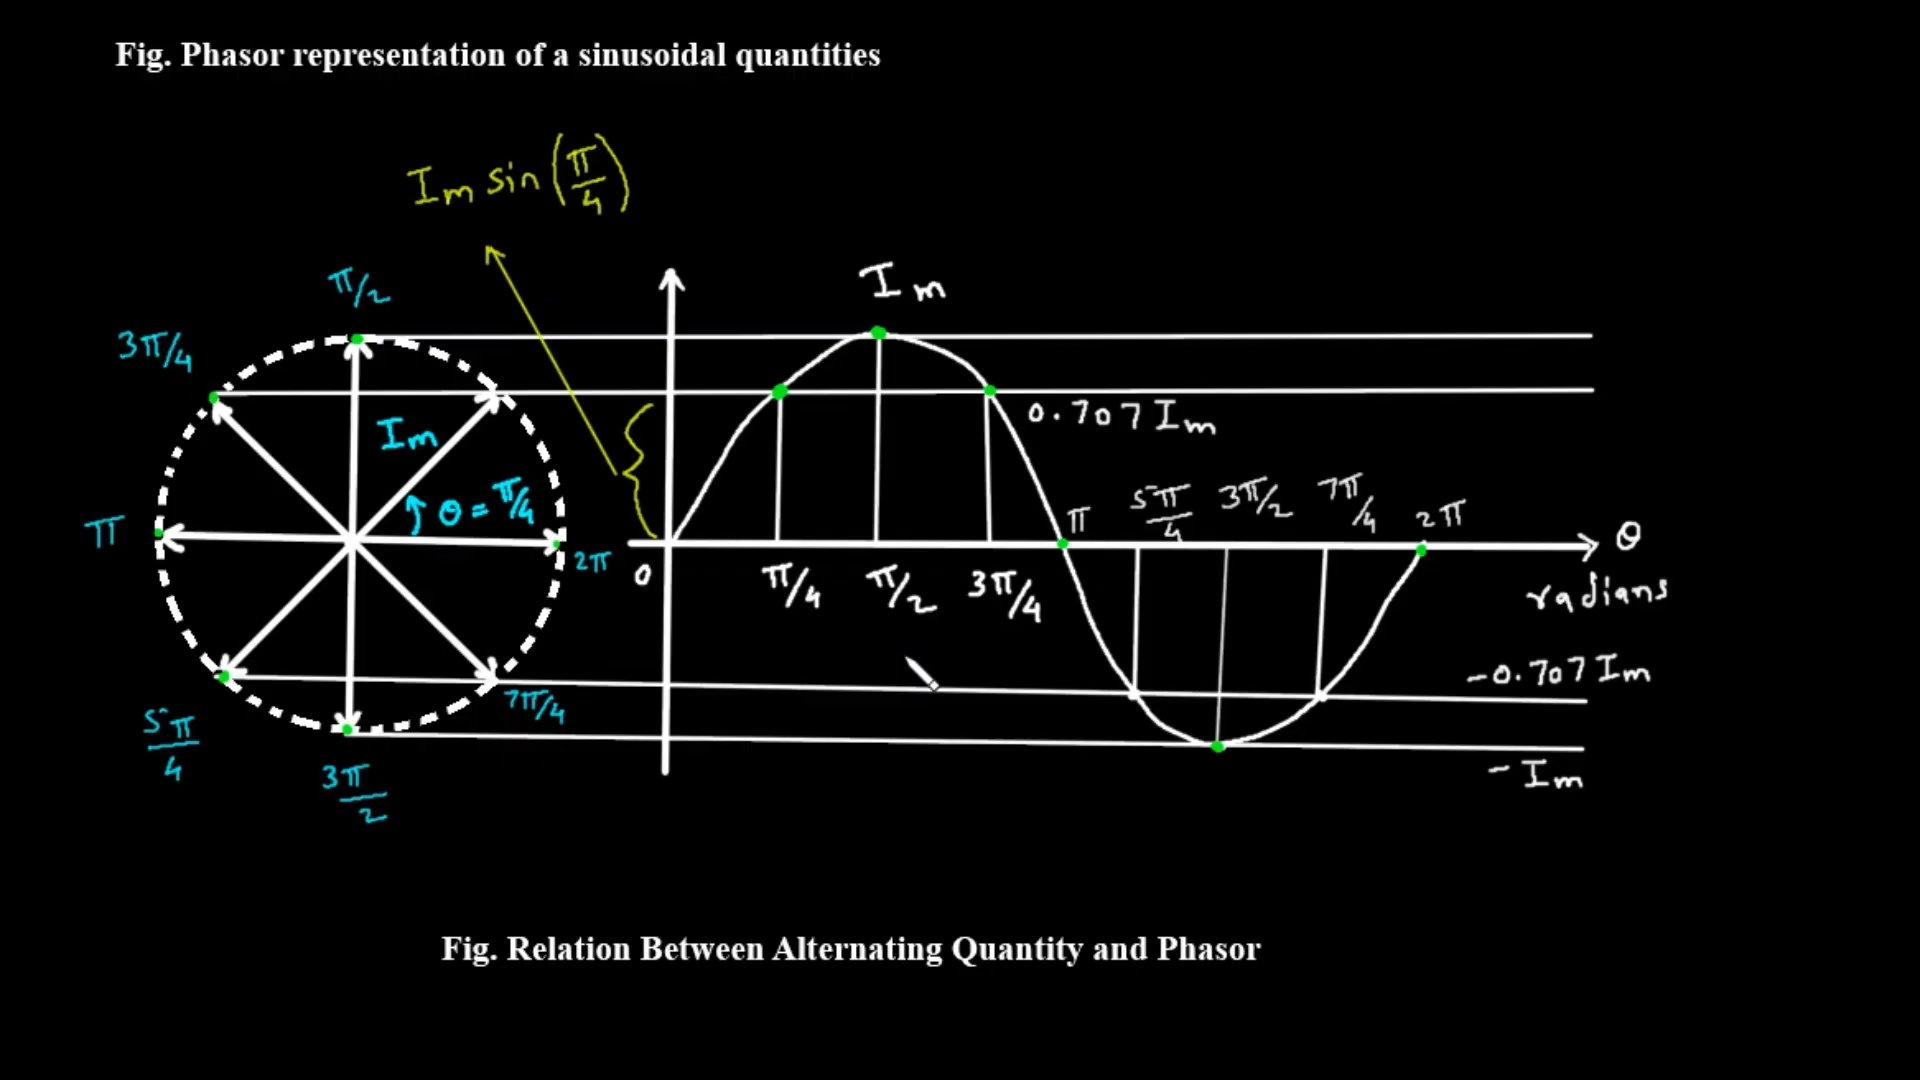 Fig. Phasor representation of a sinusoidal quantities
Im sin(π/4)
π/2
Im
3π/4
Im
0.707 Im
θ = π/4
π
2π
0
π/4
π/2
3π/4
π
5π/4
3π/2
7π/4
2π
θ
radians
-0.707 Im
7π/4
5π/4
3π/2
- Im
Fig. Relation Between Alternating Quantity and Phasor